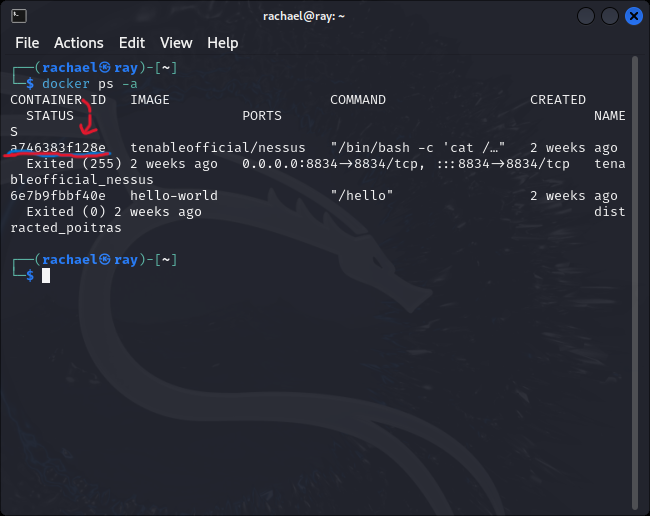 rachael@ray: ~
File Actions Edit View Help
┌──(rachael㉿ray)-[~]
└─$ docker ps -a
CONTAINER ID   IMAGE                    COMMAND                  CREATED
  STATUS                     PORTS                                       NAME
S
a746383f128e   tenableofficial/nessus   "/bin/bash -c 'cat /…"   2 weeks ago
  Exited (255) 2 weeks ago   0.0.0.0:8834->8834/tcp, :::8834->8834/tcp   tena
bleofficial_nessus
6e7b9fbbf40e   hello-world              "/hello"                 2 weeks ago
  Exited (0) 2 weeks ago                                                 dist
racted_poitras
┌──(rachael㉿ray)-[~]
└─$